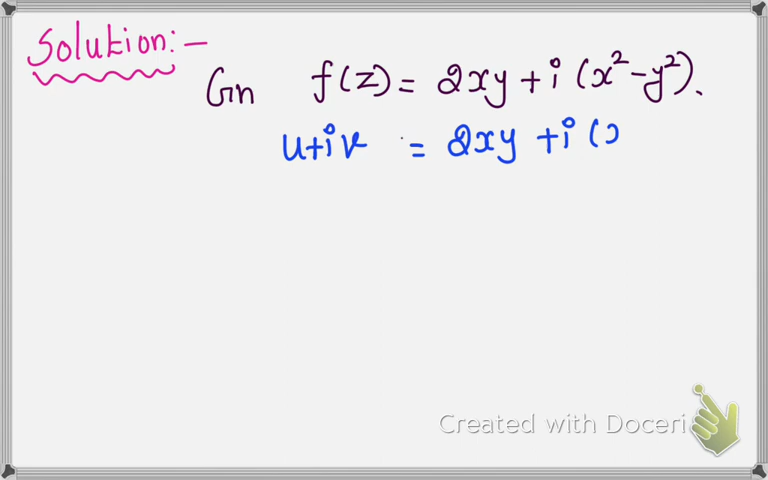 Solution:-
Gn f(z) = 2xy + i (x² - y²).
u+iv = 2xy + i (
Created with Doceri